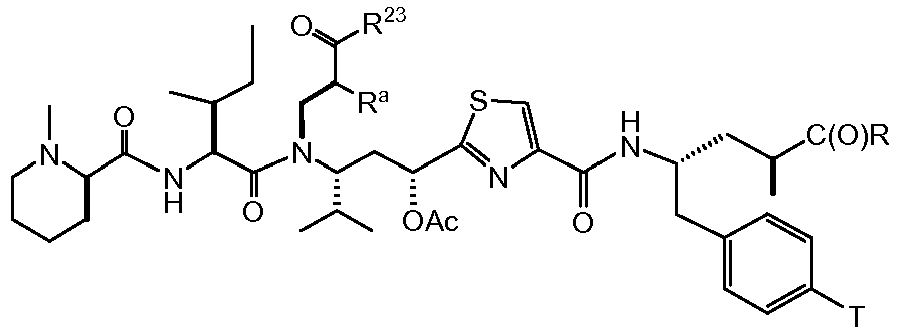 O R²³
Rᵃ
S
N O N H O N O OAc N H N O C(O)R
T